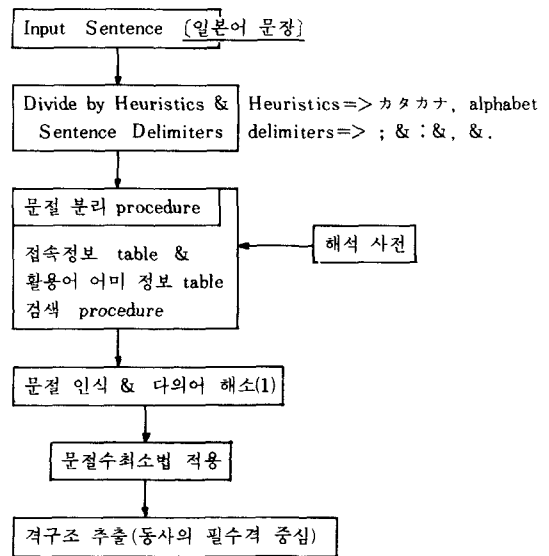 Input Sentence [일본어 문장]
Divide by Heuristics &
Sentence Delimiters
Heuristics=> カタカナ, alphabet
delimiters=> ; & : &, &.
문절 분리 procedure
접속정보 table &
활용어 어미 정보 table
검색 procedure
해석 사전
문절 인식 & 다의어 해소(1)
문절수최소법 적용
격구조 추출(동사의 필수격 중심)